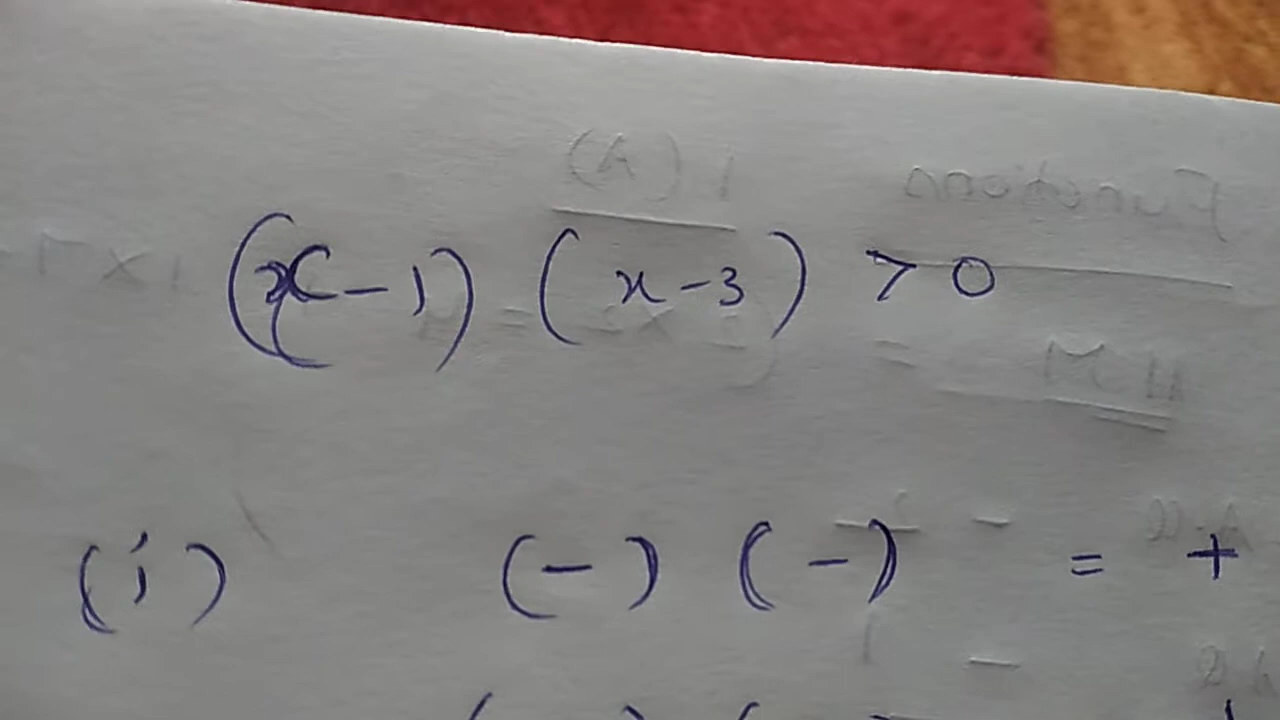 (x-1) (x-3) > 0
(i) (-) (-) = +